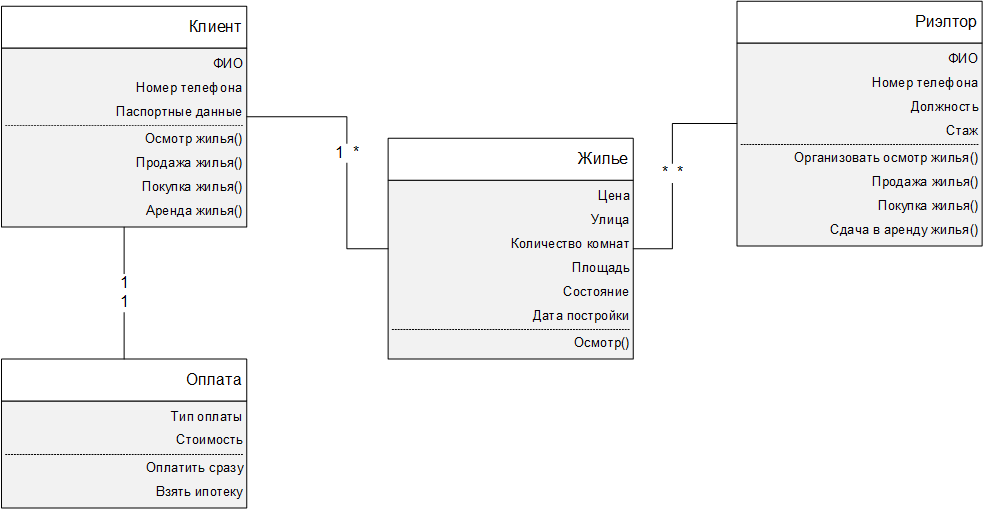 Клиент
ФИО
Номер телефона
Паспортные данные
Осмотр жилья()
Продажа жилья()
Покупка жилья()
Аренда жилья()
1 *
Жилье
Цена
Улица
Количество комнат
Площадь
Состояние
Дата постройки
Осмотр()
* *
Риэлтор
ФИО
Номер телефона
Должность
Стаж
Организовать осмотр жилья()
Продажа жилья()
Покупка жилья()
Сдача в аренду жилья()
1
1
Оплата
Тип оплаты
Стоимость
Оплатить сразу
Взять ипотеку